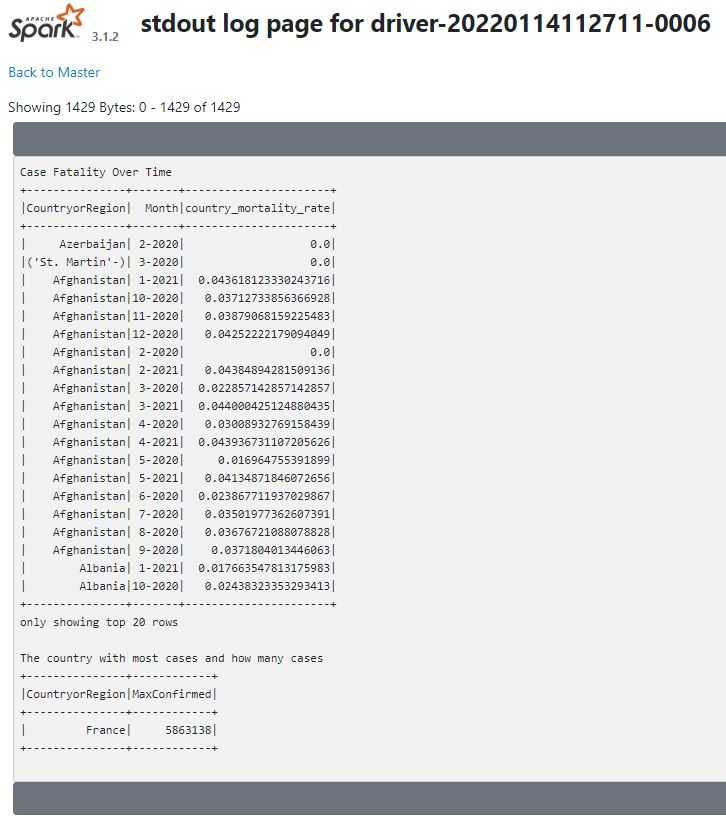 APACHE
Spark 3.1.2 stdout log page for driver-20220114112711-0006
Back to Master
Showing 1429 Bytes: 0 - 1429 of 1429
Case Fatality Over Time
+---------------+-------+----------------------+
|CountryorRegion|  Month|country_mortality_rate|
+---------------+-------+----------------------+
|     Azerbaijan| 2-2020|                   0.0|
|('St. Martin'-)| 3-2020|                   0.0|
|    Afghanistan| 1-2021|  0.043618123330243716|
|    Afghanistan|10-2020|   0.03712733856366928|
|    Afghanistan|11-2020|   0.03879068159225483|
|    Afghanistan|12-2020|   0.04252222179094049|
|    Afghanistan| 2-2020|                   0.0|
|    Afghanistan| 2-2021|   0.04384894281509136|
|    Afghanistan| 3-2020|  0.022857142857142857|
|    Afghanistan| 3-2021|  0.044000425124880435|
|    Afghanistan| 4-2020|   0.03008932769158439|
|    Afghanistan| 4-2021|  0.043936731107205626|
|    Afghanistan| 5-2020|     0.016964755391899|
|    Afghanistan| 5-2021|   0.04134871846072656|
|    Afghanistan| 6-2020|  0.023867711937029867|
|    Afghanistan| 7-2020|   0.03501977362607391|
|    Afghanistan| 8-2020|   0.03676721088078828|
|    Afghanistan| 9-2020|    0.0371804013446063|
|        Albania| 1-2021|  0.017663547813175983|
|        Albania|10-2020|   0.02438323353293413|
+---------------+-------+----------------------+
only showing top 20 rows
The country with most cases and how many cases
+---------------+------------+
|CountryorRegion|MaxConfirmed|
+---------------+------------+
|         France|     5863138|
+---------------+------------+